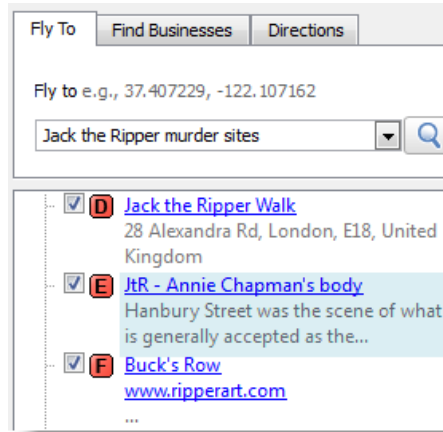 Fly To Find Businesses Directions
Fly to e.g., 37.407229, -122.107162
Jack the Ripper murder sites
D Jack the Ripper Walk
28 Alexandra Rd, London, E18, United
Kingdom
E JtR - Annie Chapman's body
Hanbury Street was the scene of what
is generally accepted as the...
F Buck's Row
www.ripperart.com
...